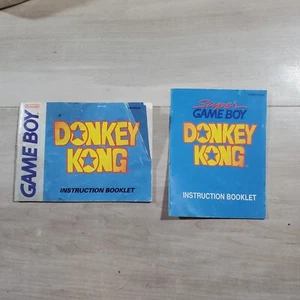 GAME BOY
DONKEY
KONG
INSTRUCTION BOOKLET
Super
GAME BOY
DONKEY
KONG
INSTRUCTION BOOKLET